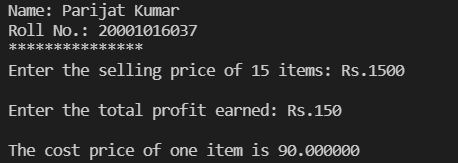 Name: Parijat Kumar
Roll No.: 20001016037
***************
Enter the selling price of 15 items: Rs.1500
Enter the total profit earned: Rs.150
The cost price of one item is 90.000000